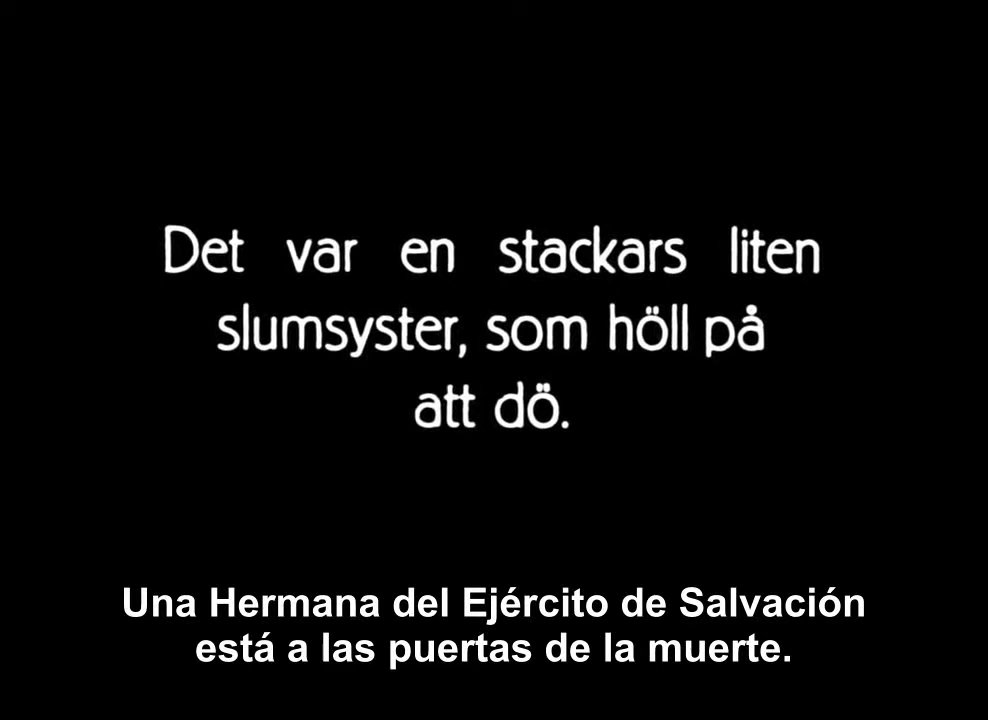 Det var en stackars liten
slumsyster, som höll på
att dö.
Una Hermana del Ejército de Salvación
está a las puertas de la muerte.